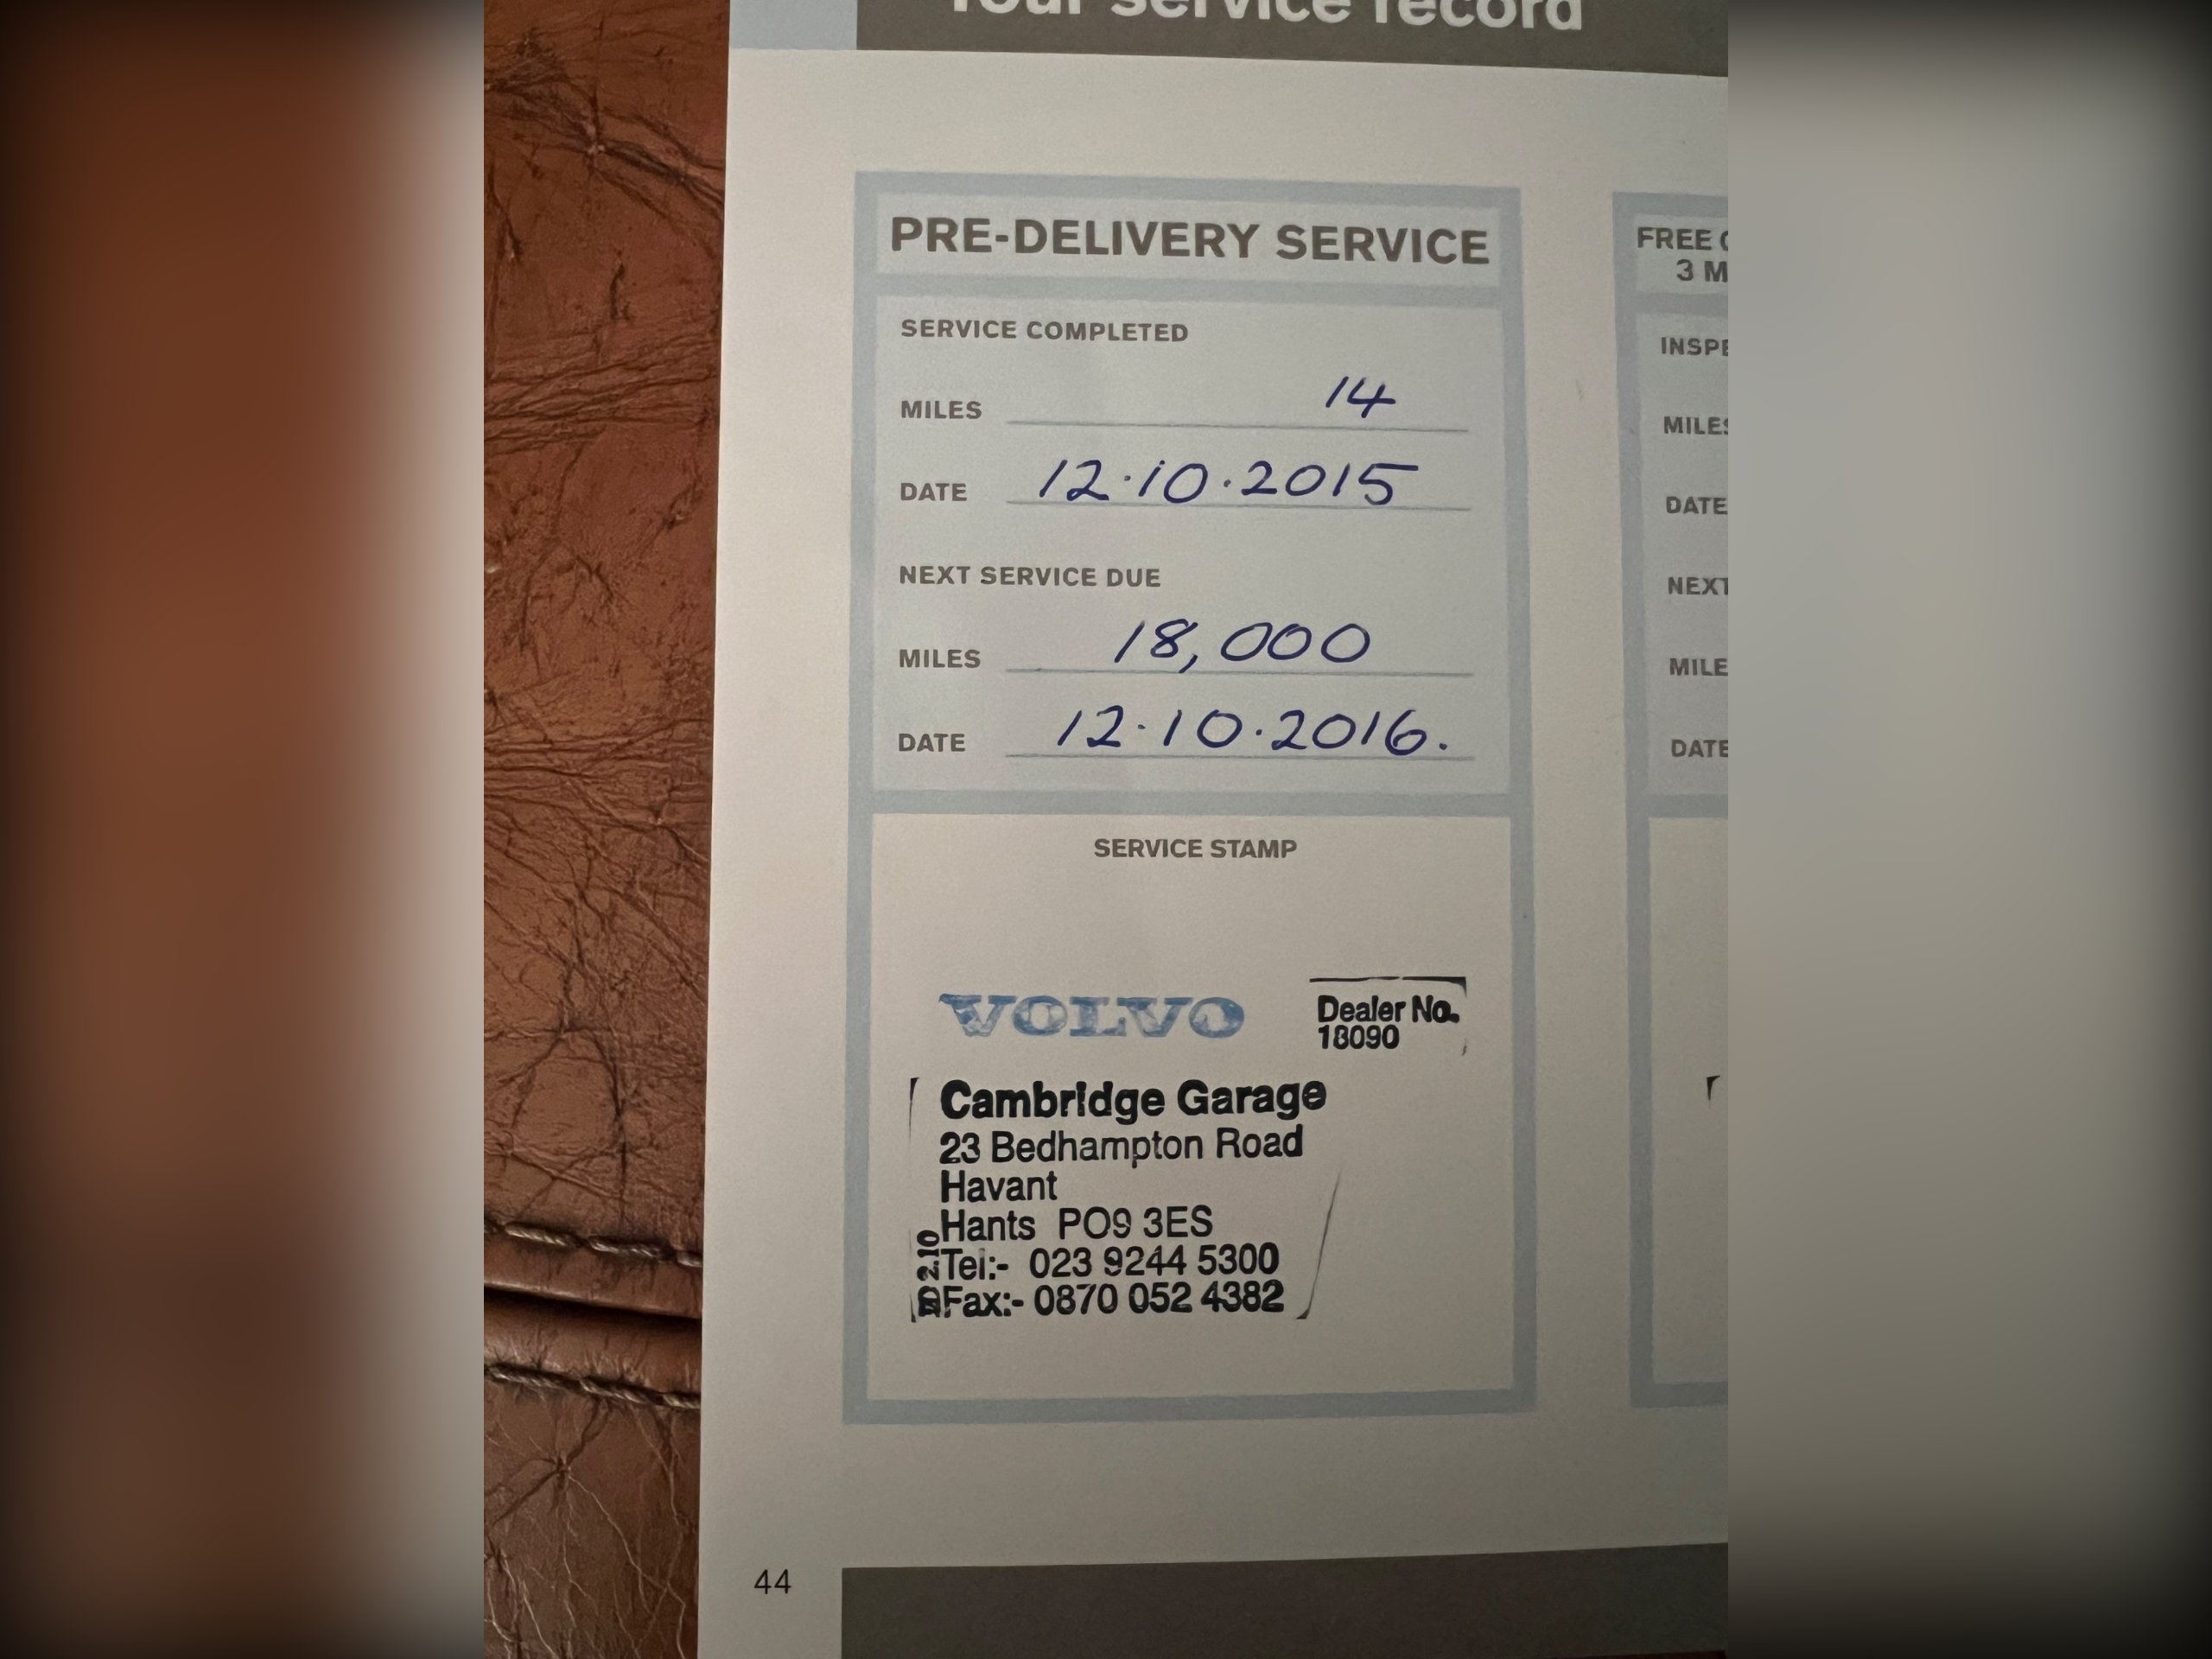 Your service record
PRE-DELIVERY SERVICE
SERVICE COMPLETED
MILES 14
DATE 12.10.2015
NEXT SERVICE DUE
MILES 18,000
DATE 12.10.2016.
SERVICE STAMP
VOLVO
Dealer No.
18090
Cambridge Garage
23 Bedhampton Road
Havant
Hants PO9 3ES
Tel:- 023 9244 5300
Fax:- 0870 052 4382
FREE
3
MILES
DATE
NEXT
DATE
44